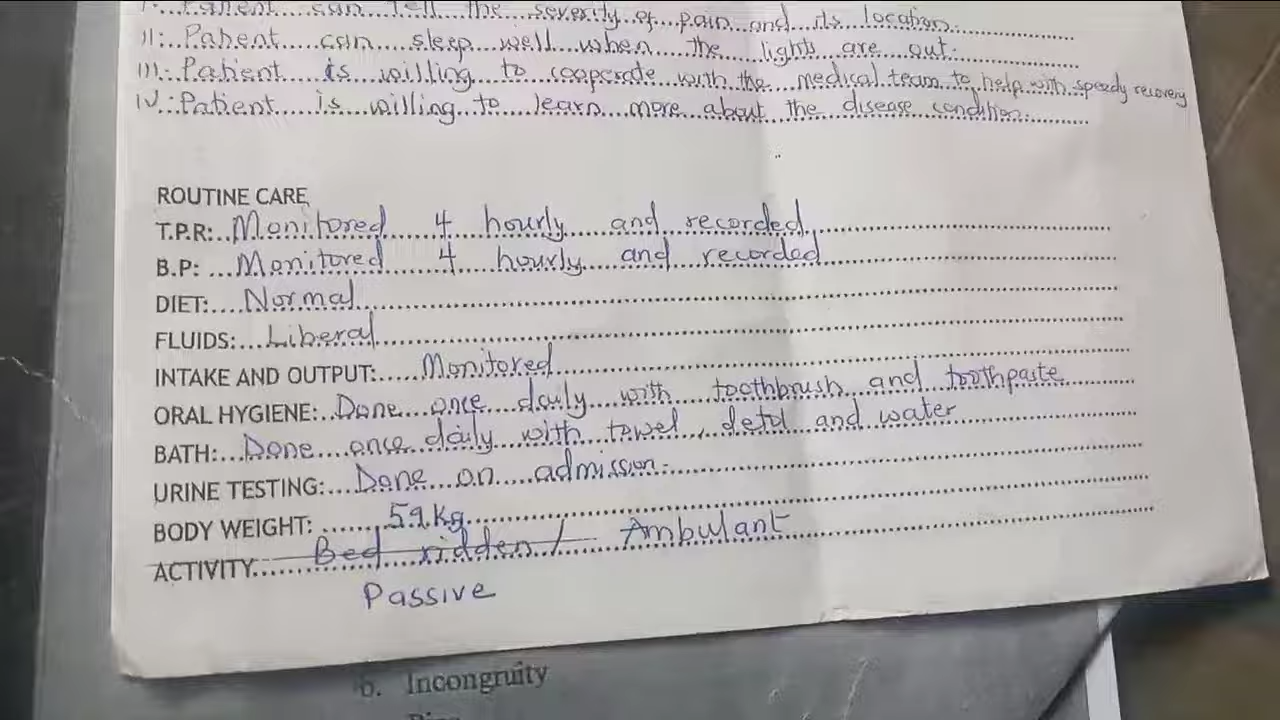 I. Patient can tell the severity of pain and its location.
II. Patient can sleep well when the lights are out.
III. Patient is willing to cooperate with the medical team to help with speedy recovery
IV. Patient is willing to learn more about the disease condition.
ROUTINE CARE
T.P.R: Monitored 4 hourly and recorded
B.P: Monitored 4 hourly and recorded
DIET: Normal
FLUIDS: Liberal
INTAKE AND OUTPUT: Monitored
ORAL HYGIENE: Done once daily with toothbrush and toothpaste
BATH: Done once daily with towel, detol and water
URINE TESTING: Done on admission.
BODY WEIGHT: 59kg
ACTIVITY Bed ridden / Ambulant
Passive
b. Incongruity